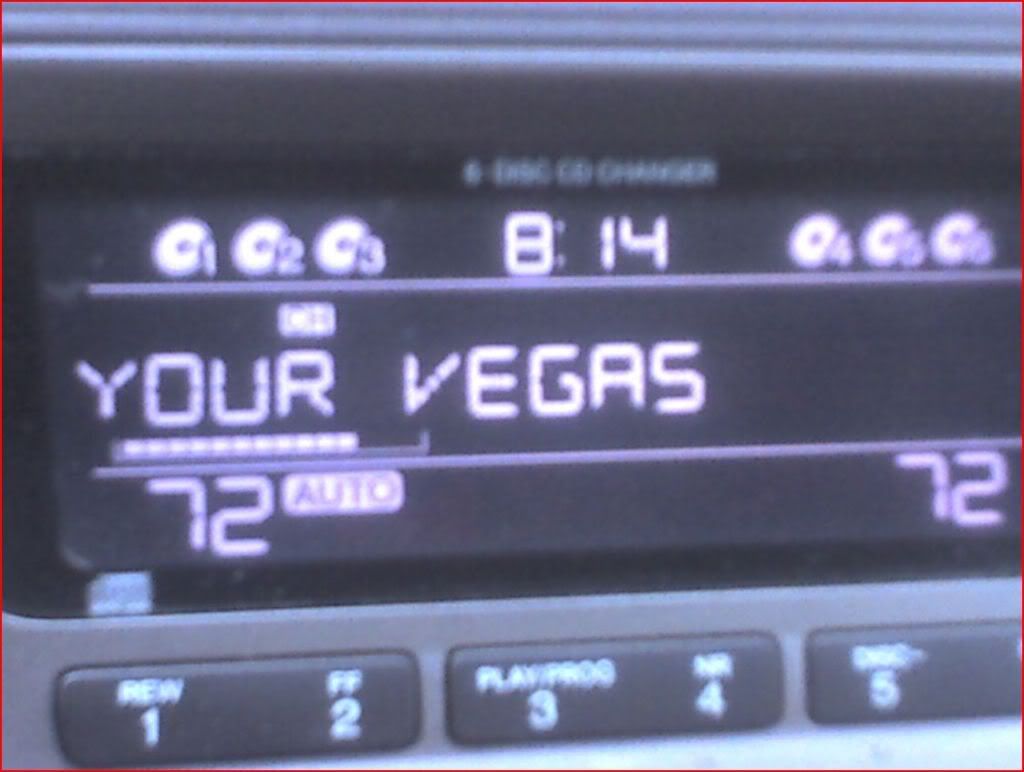 6 DISC CD CHANGER
1 2 3 8:14 4 5 6
CH
YOUR VEGAS
72 AUTO 72
REW FF PLAY/PROG NR DISC-
1 2 3 4 5